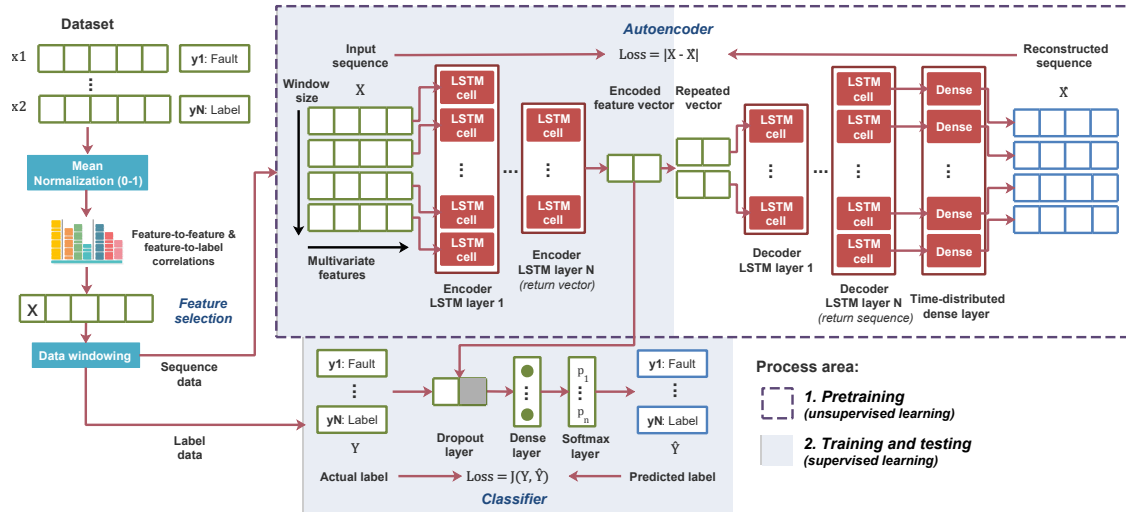 Dataset
x1
y1: Fault
x2
yN: Label
Mean
Normalization (0-1)
Feature-to-feature &
feature-to-label
correlations
X
Feature
selection
Data windowing
Sequence
data
Label
data
Autoencoder
Input
sequence
X
Loss = |X - X|
Reconstructed
sequence
X
Window
size
Multivariate
features
LSTM
cell
LSTM
cell
LSTM
cell
LSTM
cell
Encoder
LSTM layer 1
...
LSTM
cell
LSTM
cell
Encoder
LSTM layer N
(return vector)
Encoded
feature vector
Repeated
vector
LSTM
cell
LSTM
cell
Decoder
LSTM layer 1
...
LSTM
cell
LSTM
cell
LSTM
cell
LSTM
cell
Decoder
LSTM layer N
(return sequence)
Dense
Dense
Dense
Dense
Time-distributed
dense layer
y1: Fault
yN: Label
Y
Dropout
layer
Dense
layer
p1
pn
Softmax
layer
y1: Fault
yN: Label
Ŷ
Actual label
Loss = J(Y, Ŷ)
Predicted label
Classifier
Process area:
1. Pretraining
(unsupervised learning)
2. Training and testing
(supervised learning)